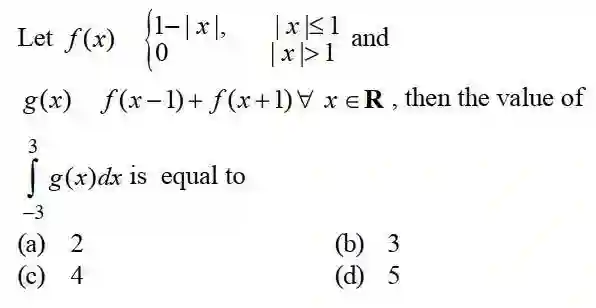 Let f(x) {1−| x |, | x |≤ 1
0 | x |> 1 and
g(x) f(x−1)+ f(x+1) ∀ x ∈ R , then the value of
3
∫ g(x)dx is equal to
−3
(a) 2 (b) 3
(c) 4 (d) 5